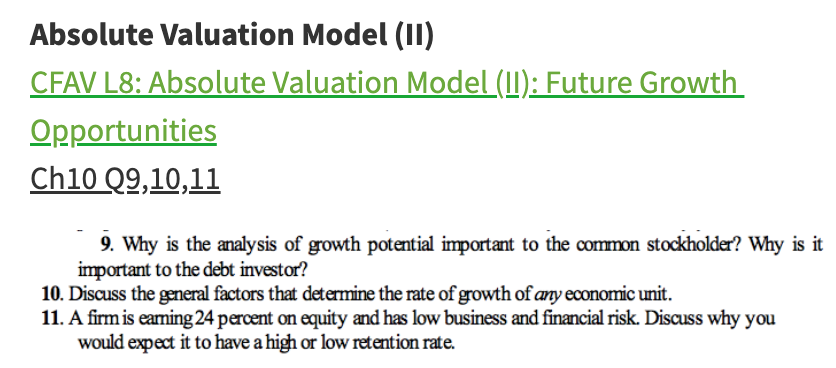 Absolute Valuation Model (II)
CFAV L8: Absolute Valuation Model (II): Future Growth
Opportunities
Ch10 Q9,10,11
9. Why is the analysis of growth potential important to the common stockholder? Why is it
important to the debt investor?
10. Discuss the general factors that determine the rate of growth of any economic unit.
11. A firm is earning 24 percent on equity and has low business and financial risk. Discuss why you
would expect it to have a high or low retention rate.